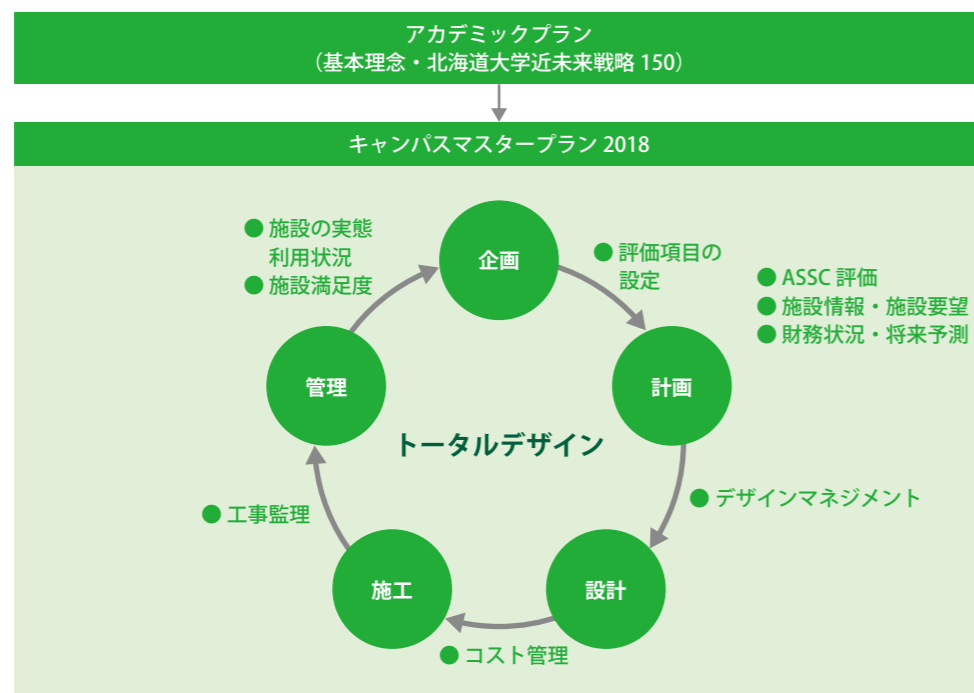 アカデミックプラン
（基本理念・北海道大学近未来戦略 150）
キャンパスマスタープラン 2018
● 施設の実態
利用状況
● 施設満足度
企画
● 評価項目の
設定
● ASSC 評価
● 施設情報・施設要望
● 財務状況・将来予測
管理
計画
トータルデザイン
● デザインマネジメント
● 工事監理
施工
設計
● コスト管理